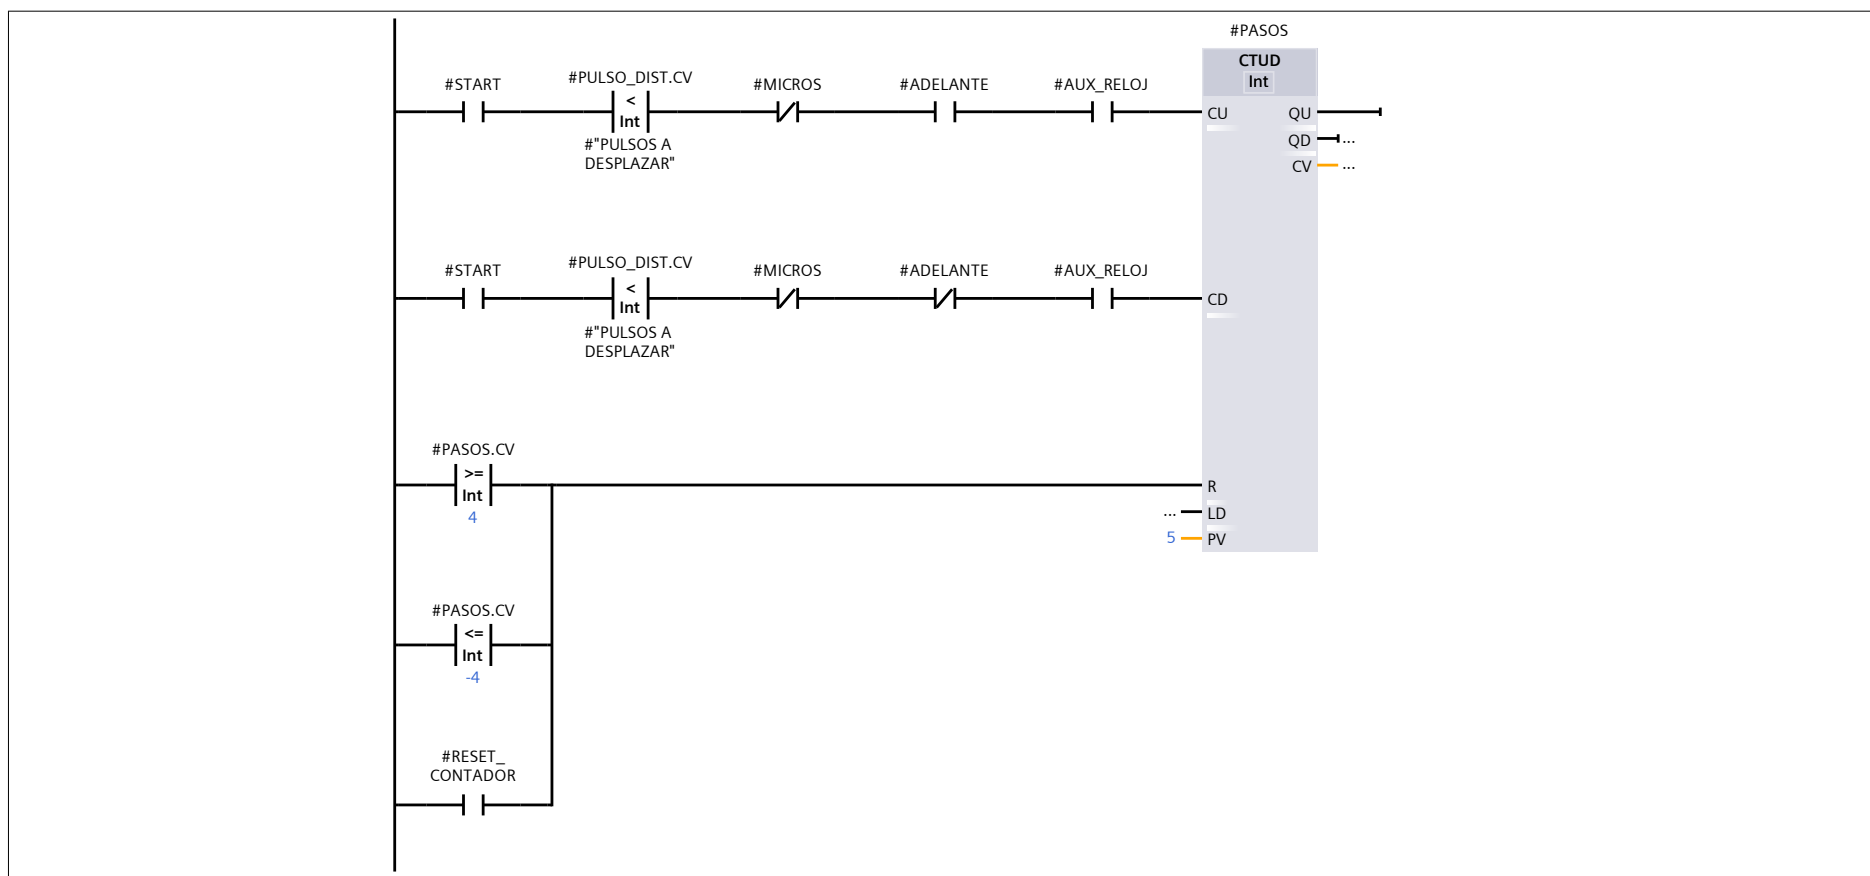 #PASOS
CTUD
Int
#START
#PULSO_DIST.CV
<
Int
#"PULSOS A
DESPLAZAR"
#MICROS
#ADELANTE
#AUX_RELOJ
CU
QU
QD
...
CV
...
#START
#PULSO_DIST.CV
<
Int
#"PULSOS A
DESPLAZAR"
#MICROS
#ADELANTE
#AUX_RELOJ
CD
#PASOS.CV
>=
Int
4
R
...
LD
5
PV
#PASOS.CV
<=
Int
-4
#RESET_
CONTADOR